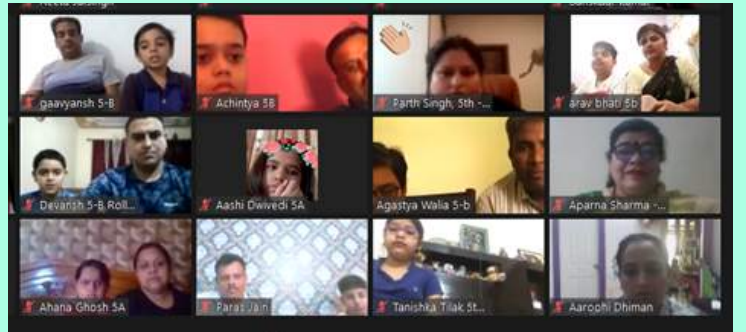 gaavyansh 5-B
Achintya 5B
Parth Singh, 5th -...
arav bhati 5b
Devansh 5-B Roll...
Aashi Dwivedi 5A
Agastya Walia 5-b
Aparna Sharma -...
Ahana Ghosh 5A
Paras Jain
Tanishka Tilak 5t...
Aarophi Dhiman